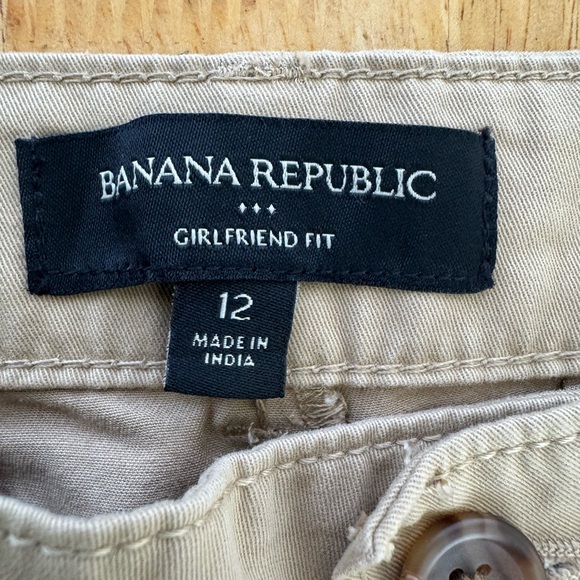 BANANA REPUBLIC
GIRLFRIEND FIT
12
MADE IN
INDIA